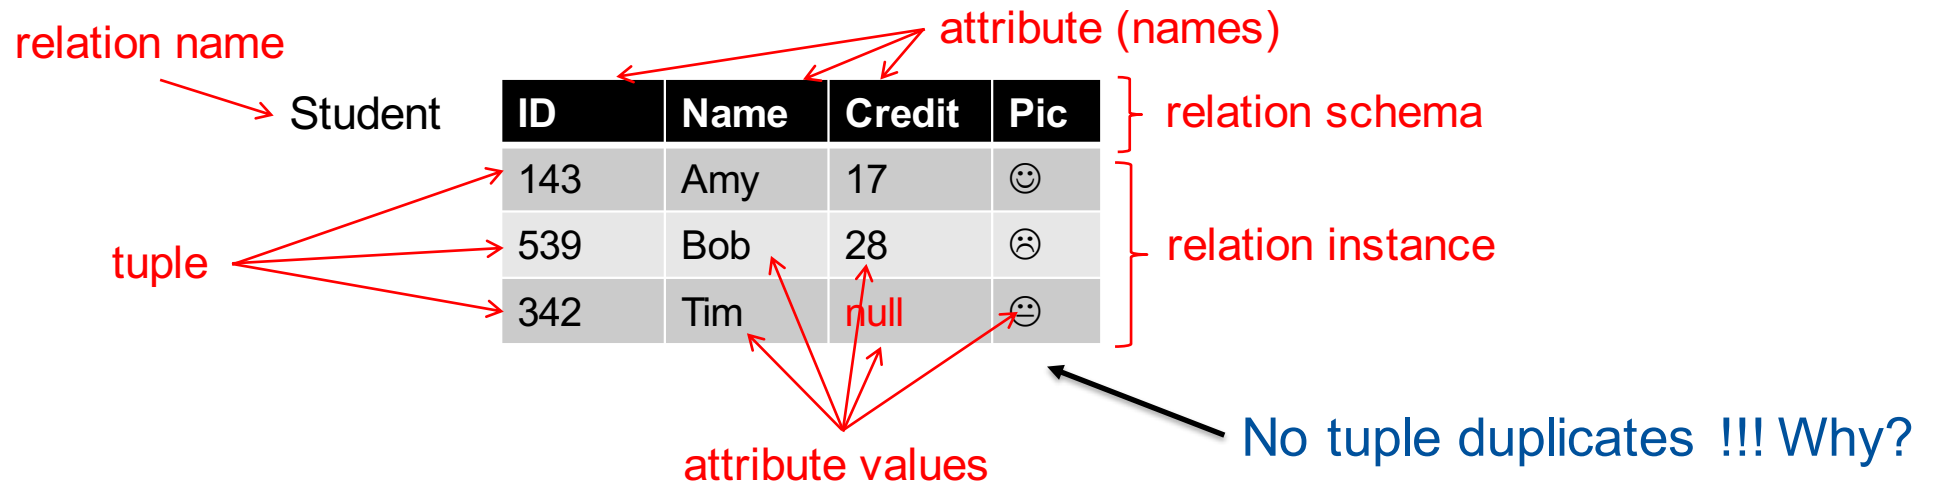 attribute (names)
relation name
Student
ID Name Credit Pic
relation schema
143 Amy 17 ☺
539 Bob 28 ☹
relation instance
tuple
342 Tim null 😐
No tuple duplicates !!! Why?
attribute values